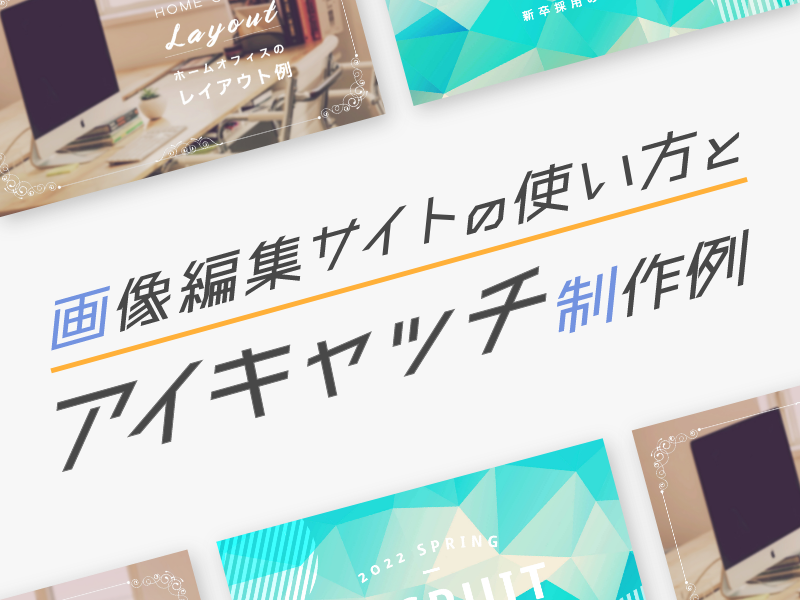 Layout
ホームオフィスの
レイアウト例
新卒採用
画像編集サイトの使い方と
アイキャッチ制作例
2022 SPRING